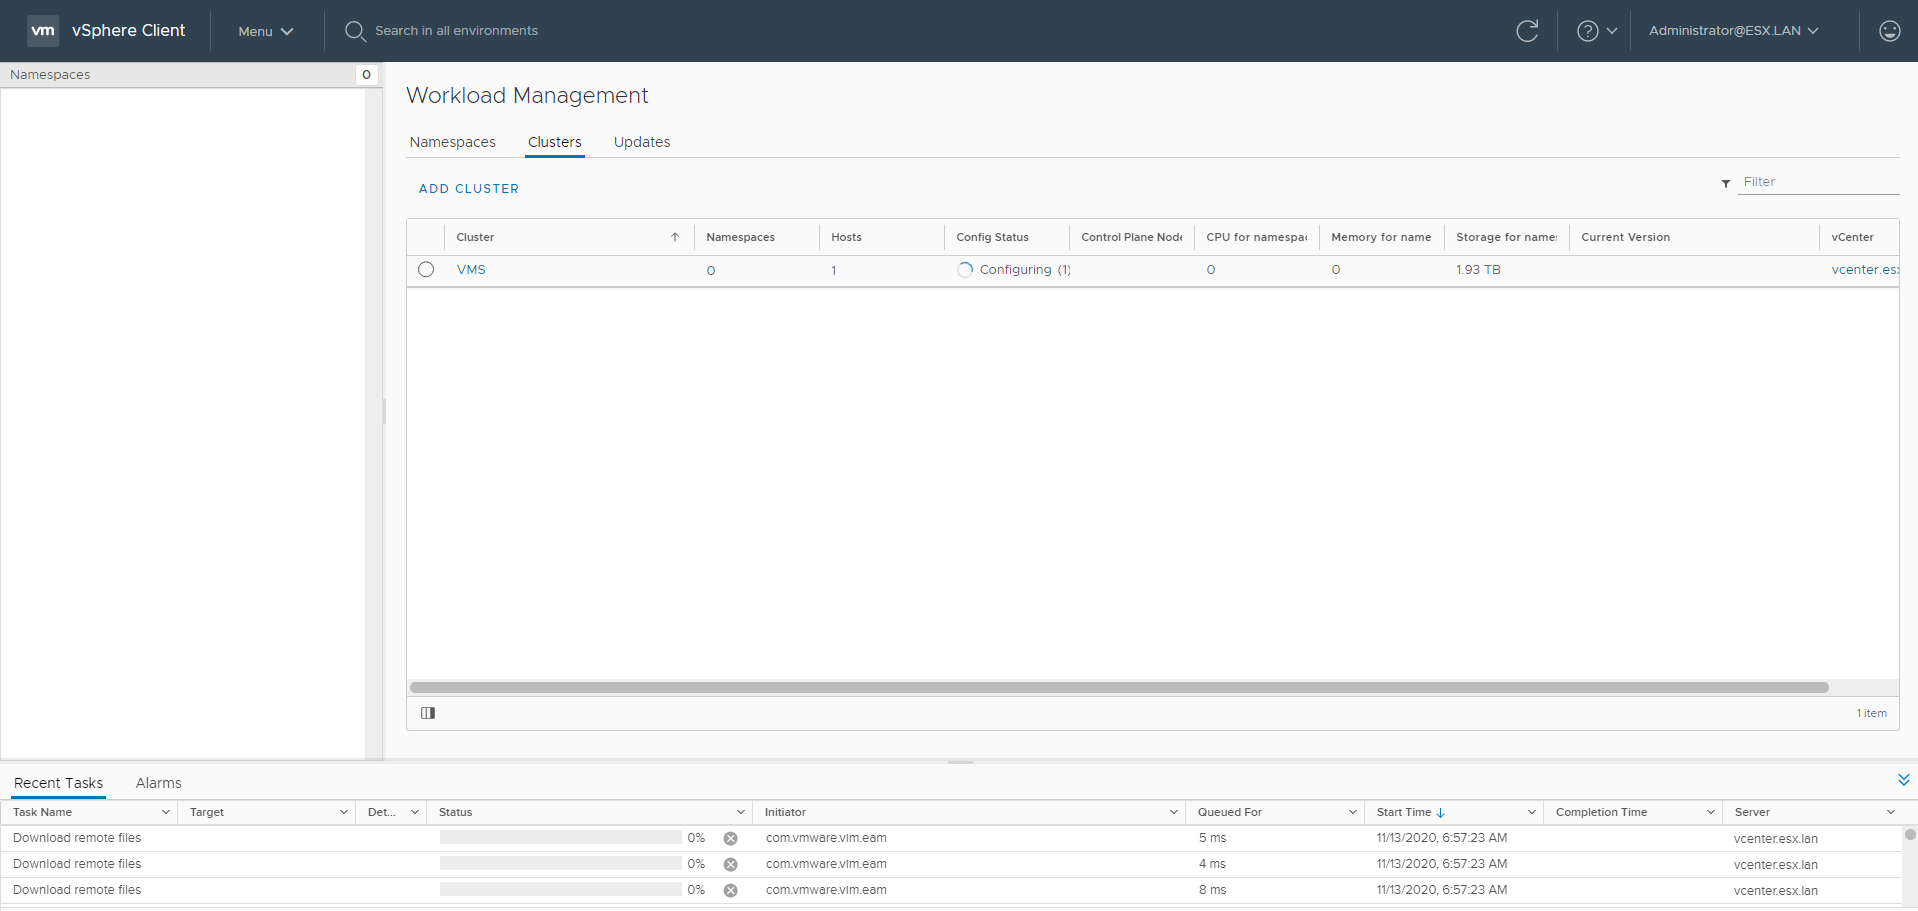 vm vSphere Client Menu Search in all environments ? Administrator@ESX.LAN
Namespaces 0
Workload Management
Namespaces Clusters Updates
ADD CLUSTER Filter
Cluster Namespaces Hosts Config Status Control Plane Node CPU for namespac Memory for name Storage for name: Current Version vCenter
VMS 0 1 Configuring (1) 0 0 1.93 TB vcenter.es
1 item
Recent Tasks Alarms
Task Name Target Det... Status Initiator Queued For Start Time Completion Time Server
Download remote files 0% com.vmware.vim.eam 5 ms 11/13/2020, 6:57:23 AM vcenter.esx.lan
Download remote files 0% com.vmware.vim.eam 4 ms 11/13/2020, 6:57:23 AM vcenter.esx.lan
Download remote files 0% com.vmware.vim.eam 8 ms 11/13/2020, 6:57:23 AM vcenter.esx.lan